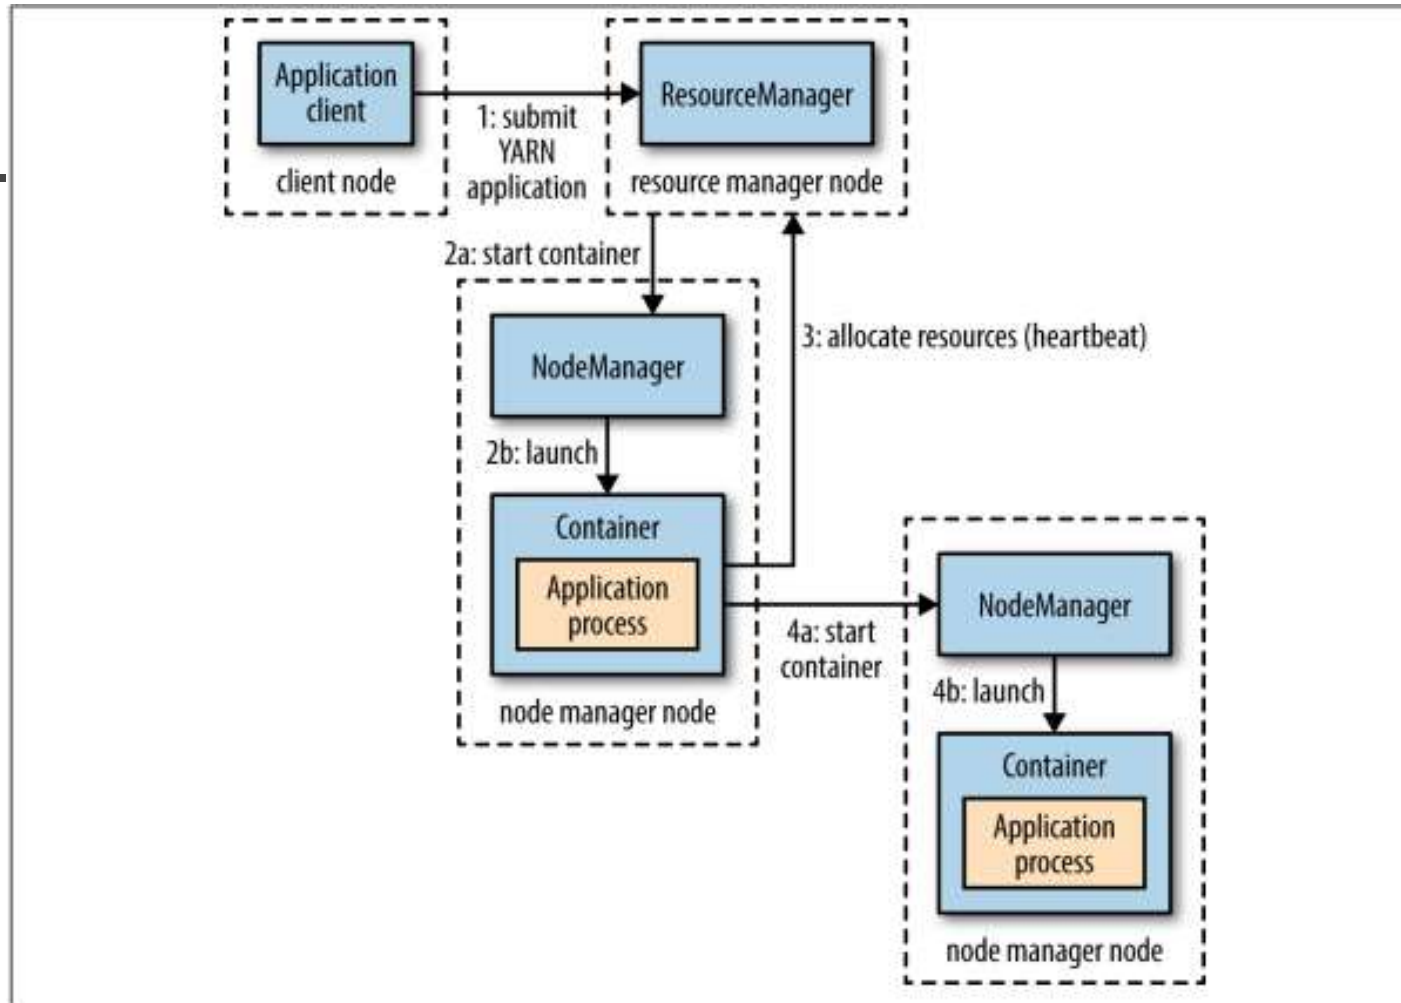 Application
client
client node
1: submit
YARN
application
ResourceManager
resource manager node
2a: start container
NodeManager
2b: launch
Container
Application
process
node manager node
3: allocate resources (heartbeat)
4a: start
container
NodeManager
4b: launch
Container
Application
process
node manager node